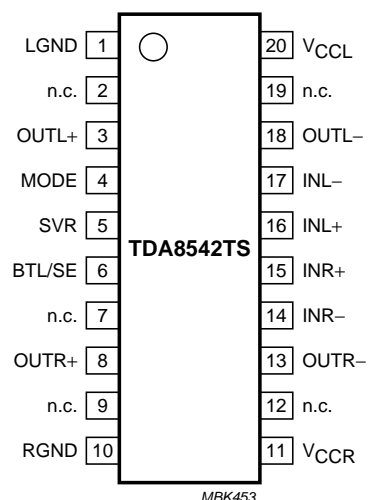 LGND 1 20 VCCL
n.c. 2 19 n.c.
OUTL+ 3 18 OUTL−
MODE 4 17 INL−
SVR 5 16 INL+
TDA8542TS
BTL/SE 6 15 INR+
n.c. 7 14 INR−
OUTR+ 8 13 OUTR−
n.c. 9 12 n.c.
RGND 10 11 VCCR
MBK453